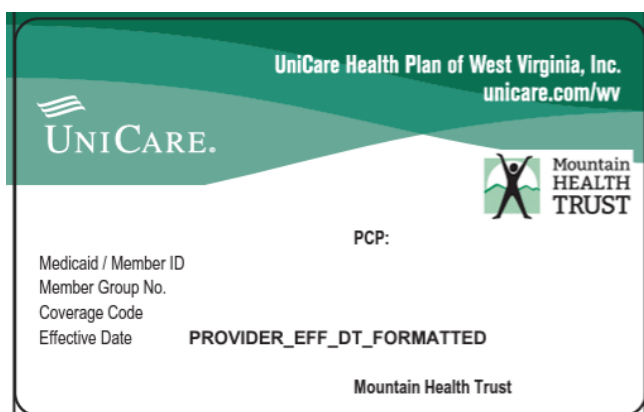 UniCare Health Plan of West Virginia, Inc.
unicare.com/wv
UNICARE.
Mountain
HEALTH
TRUST
PCP:
Medicaid / Member ID
Member Group No.
Coverage Code
Effective Date PROVIDER_EFF_DT_FORMATTED
Mountain Health Trust